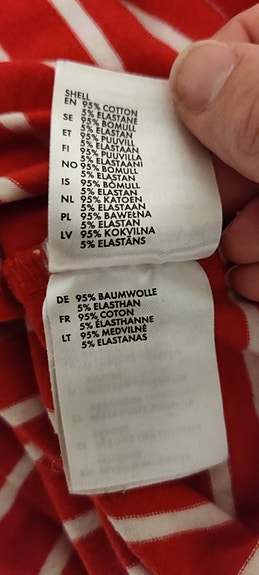 SHELL
EN 95% COTTON
5% ELASTANE
SE 95% BOMULL
5% ELASTAN
ET 95% PUUVILL
5% ELASTAAN
FI 95% PUUVILLA
5% ELASTAANI
NO 95% BOMULL
5% ELASTAN
IS 95% BÓMULL
5% ELASTAN
NL 95% KATOEN
5% ELASTAAN
PL 95% BAWEŁNA
5% ELASTAN
LV 95% KOKVILNA
5% ELASTĀNS
DE 95% BAUMWOLLE
5% ELASTHAN
FR 95% COTON
5% ÉLASTHANNE
LT 95% MEDVILNĖ
5% ELASTANAS